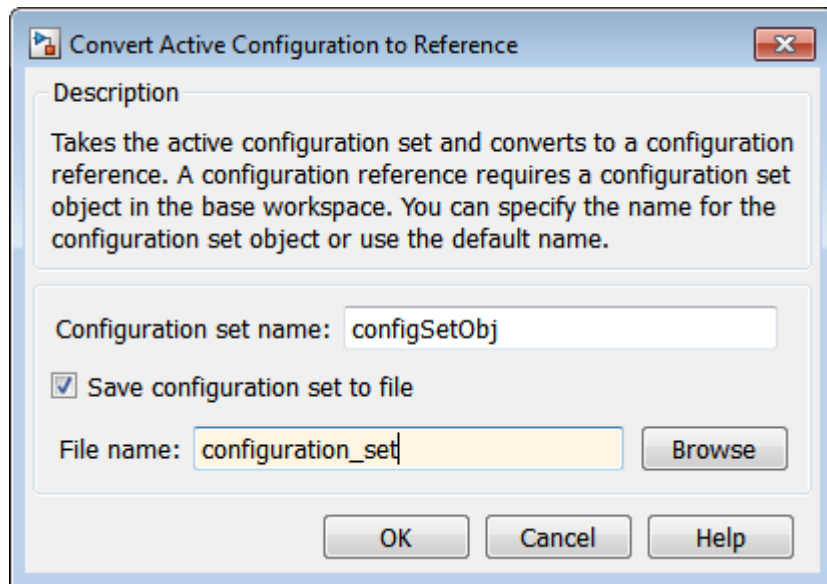 Convert Active Configuration to Reference
Description
Takes the active configuration set and converts to a configuration
reference. A configuration reference requires a configuration set
object in the base workspace. You can specify the name for the
configuration set object or use the default name.
Configuration set name: configSetObj
Save configuration set to file
File name: configuration_set Browse
OK Cancel Help